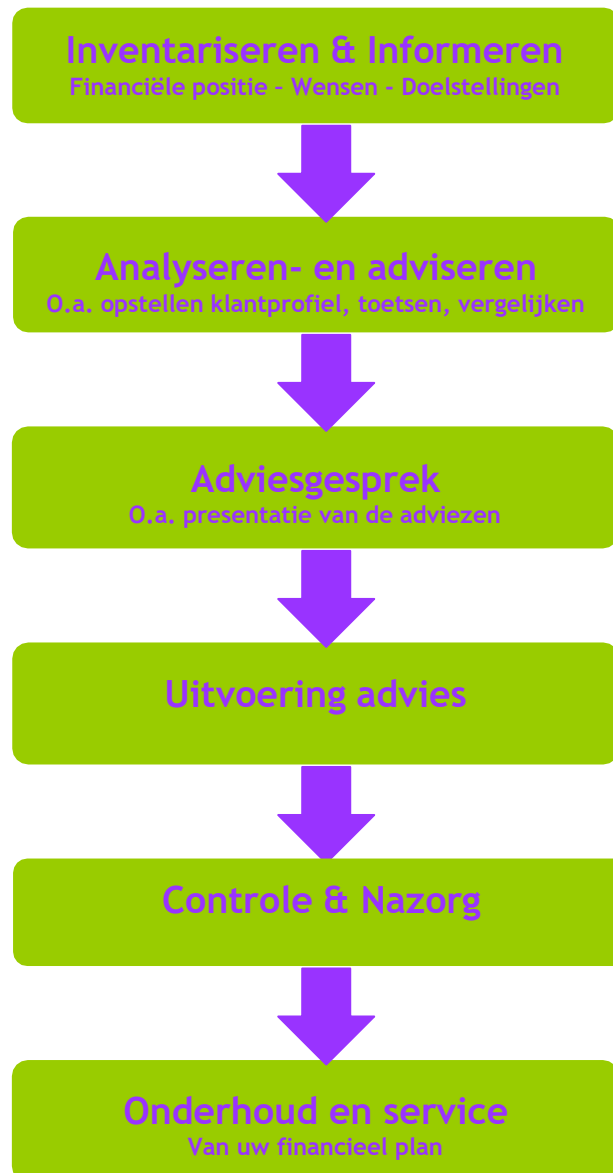 Inventariseren & Informeren
Financiële positie – Wensen - Doelstellingen
Analyseren- en adviseren
O.a. opstellen klantprofiel, toetsen, vergelijken
Adviesgesprek
O.a. presentatie van de adviezen
Uitvoering advies
Controle & Nazorg
Onderhoud en service
Van uw financieel plan